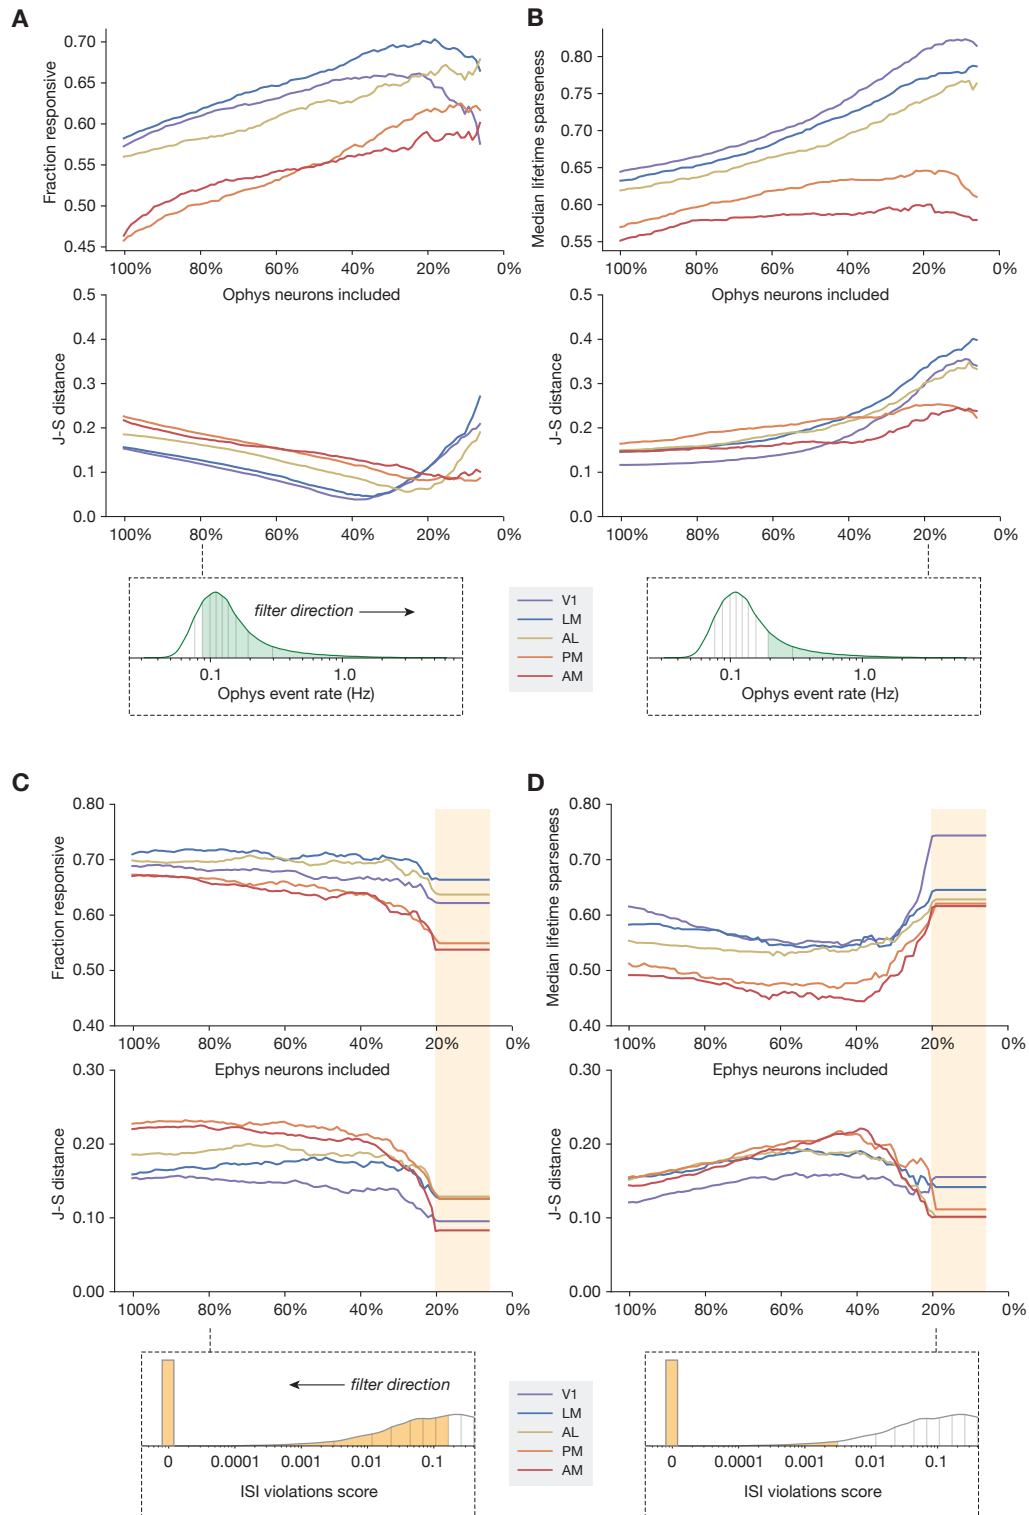 A
Fraction responsive
0.70
0.65
0.60
0.55
0.50
0.45
100% 80% 60% 40% 20% 0%
Ophys neurons included
J-S distance
0.5
0.4
0.3
0.2
0.1
0.0
100% 80% 60% 40% 20% 0%
filter direction
0.1 1.0
Ophys event rate (Hz)
B
Median lifetime sparseness
0.80
0.75
0.70
0.65
0.60
0.55
100% 80% 60% 40% 20% 0%
Ophys neurons included
J-S distance
0.5
0.4
0.3
0.2
0.1
0.0
100% 80% 60% 40% 20% 0%
0.1 1.0
Ophys event rate (Hz)
V1
LM
AL
PM
AM
C
Fraction responsive
0.80
0.70
0.60
0.50
0.40
100% 80% 60% 40% 20% 0%
Ephys neurons included
J-S distance
0.30
0.20
0.10
0.00
100% 80% 60% 40% 20% 0%
filter direction
0 0.0001 0.001 0.01 0.1
ISI violations score
D
Median lifetime sparseness
0.80
0.70
0.60
0.50
0.40
100% 80% 60% 40% 20% 0%
Ephys neurons included
J-S distance
0.30
0.20
0.10
0.00
100% 80% 60% 40% 20% 0%
0 0.0001 0.001 0.01 0.1
ISI violations score
V1
LM
AL
PM
AM